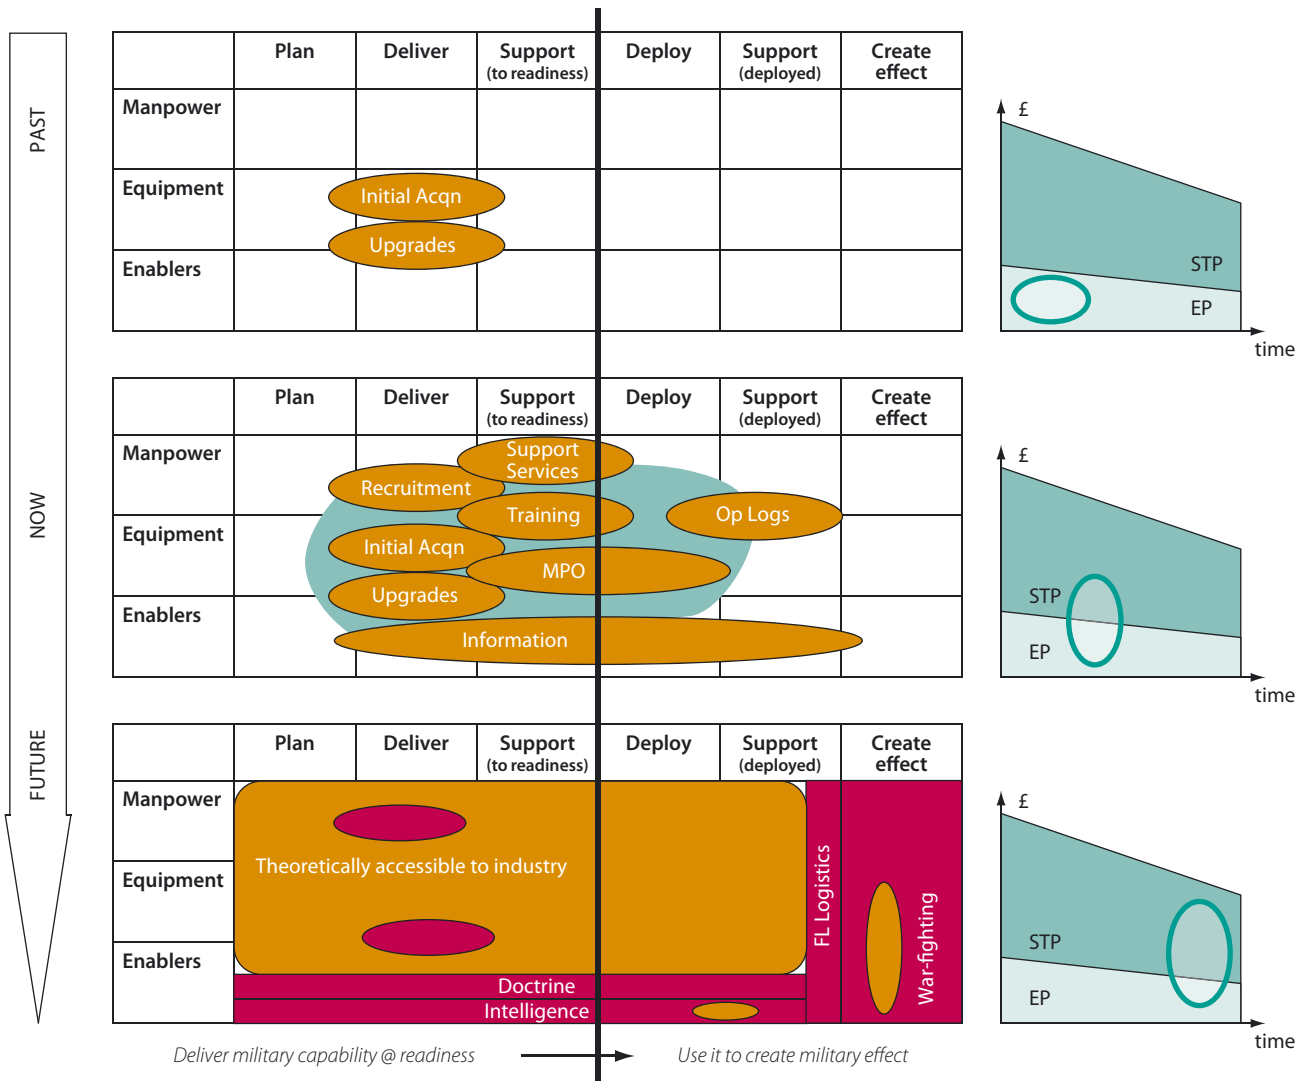 PAST
Plan
Deliver
Support
(to readiness)
Deploy
Support
(deployed)
Create
effect
Manpower
Equipment
Enablers
Initial Acqn
Upgrades
£
STP
EP
time
NOW
Plan
Deliver
Support
(to readiness)
Deploy
Support
(deployed)
Create
effect
Manpower
Equipment
Enablers
Support
Services
Recruitment
Training
Op Logs
Initial Acqn
MPO
Upgrades
Information
£
STP
EP
time
FUTURE
Plan
Deliver
Support
(to readiness)
Deploy
Support
(deployed)
Create
effect
Manpower
Equipment
Enablers
Theoretically accessible to industry
FL Logistics
War-fighting
Doctrine
Intelligence
£
STP
EP
time
Deliver military capability @ readiness
Use it to create military effect